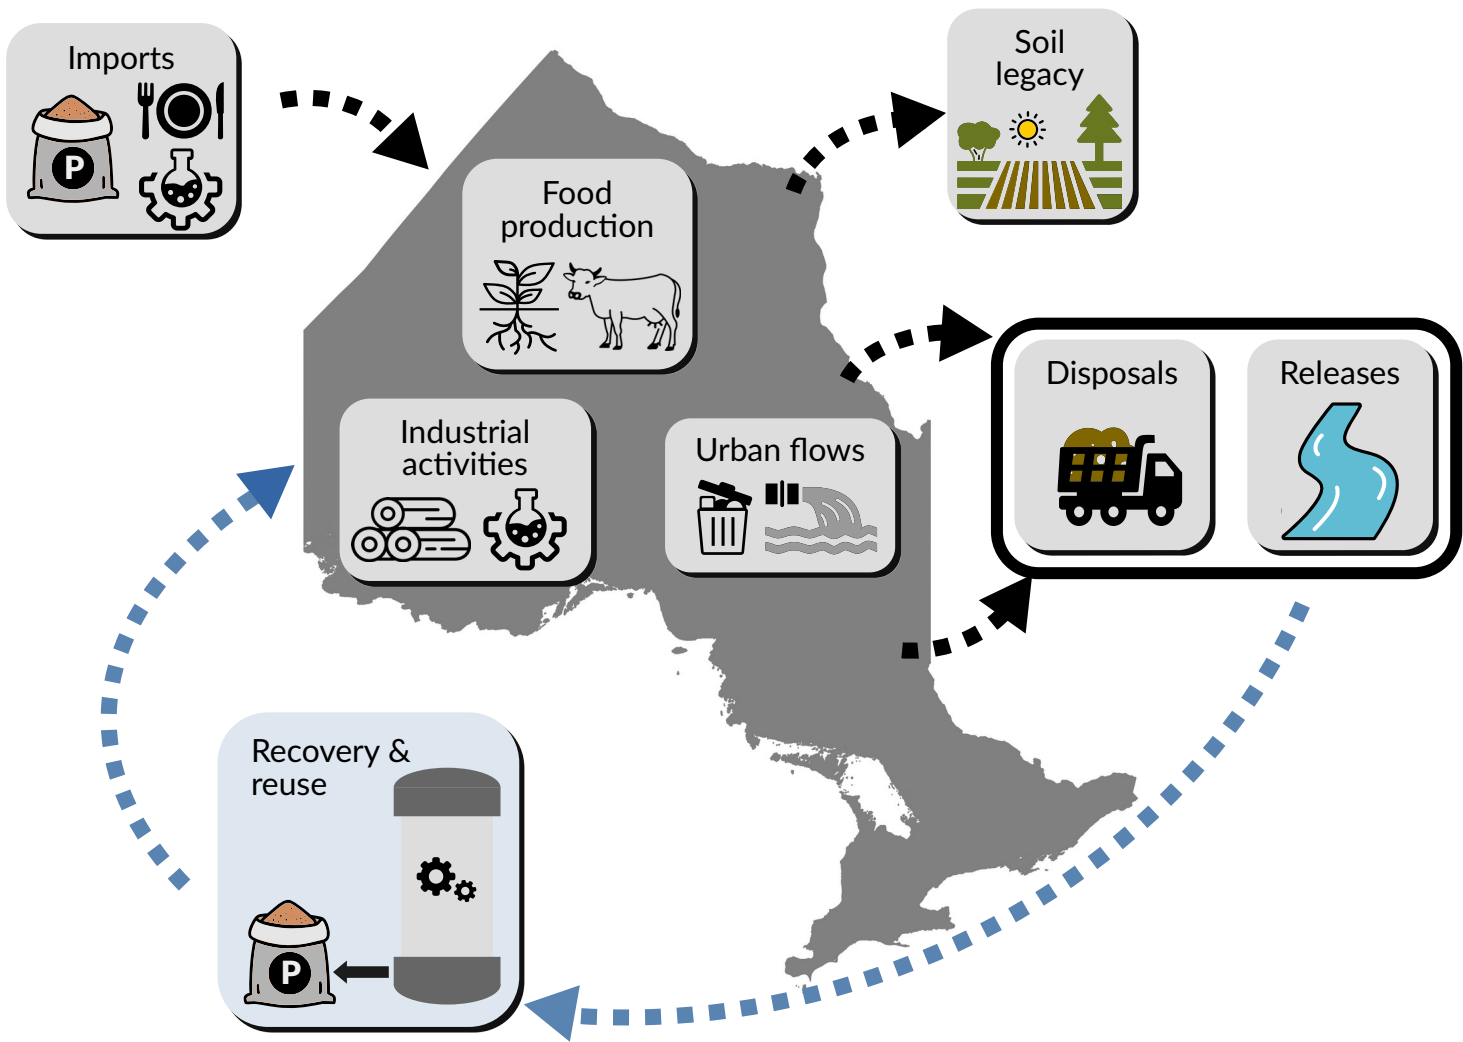 Imports
P
Soil
legacy
Food
production
Disposals
Releases
Industrial
activities
Urban flows
Recovery &
reuse
P